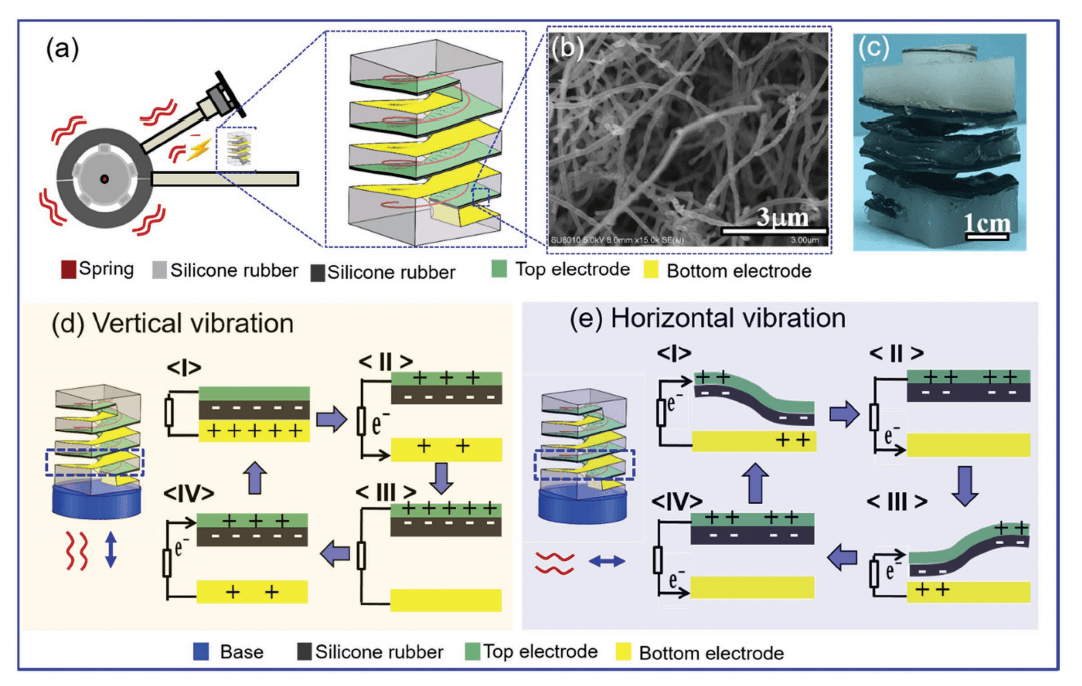 (a)
(b)
(c)
3μm
SU8010 5.0kV 8.0mm x15.0k SE(U)
3.00μm
1cm
Spring
Silicone rubber
Silicone rubber
Top electrode
Bottom electrode
(d) Vertical vibration
<I>
- - - - -
+ + + + +
< II >
+ + +
- - - - -
e⁻
+ +
<IV>
+ + +
- - - - -
e⁻
+ +
< III >
+ + + + +
- - - - -
(e) Horizontal vibration
<I>
+ +
- - - -
e⁻
+ +
< II >
+ + + +
- - - -
e⁻
<IV>
+ + + +
- - - -
e⁻
< III >
+ +
- - - -
e⁻
+ +
Base
Silicone rubber
Top electrode
Bottom electrode